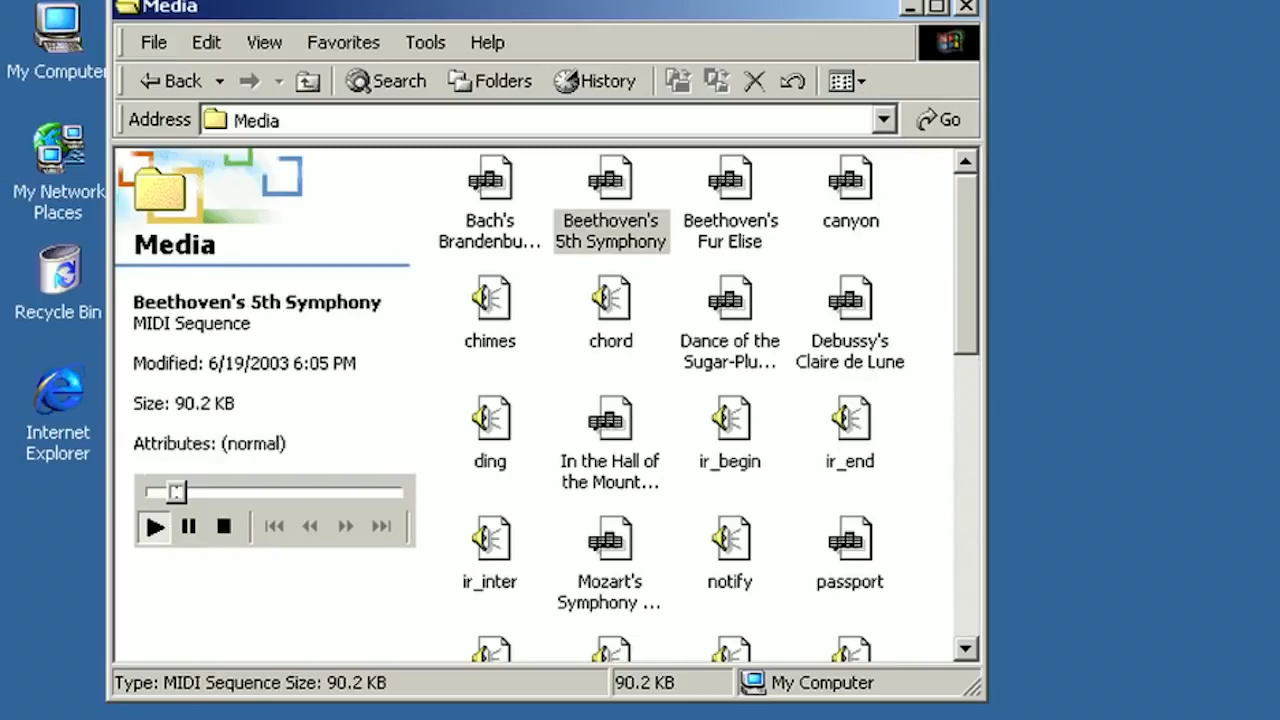 Media
My Computer
My Network
Places
Recycle Bin
Internet
Explorer
File Edit View Favorites Tools Help
Back Search Folders History
Address Media Go
Media
Beethoven's 5th Symphony
MIDI Sequence
Modified: 6/19/2003 6:05 PM
Size: 90.2 KB
Attributes: (normal)
Bach's
Brandenbu...
Beethoven's
5th Symphony
Beethoven's
Fur Elise
canyon
chimes
chord
Dance of the
Sugar-Plu...
Debussy's
Claire de Lune
ding
In the Hall of
the Mount...
ir_begin
ir_end
ir_inter
Mozart's
Symphony ...
notify
passport
Type: MIDI Sequence Size: 90.2 KB
90.2 KB
My Computer